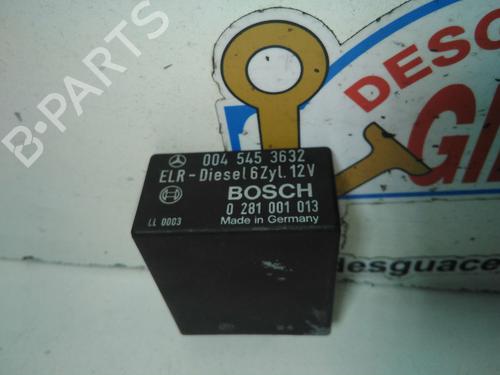 B-PARTS
DESG
GI
004 545 3632
ELR-Diesel 6Zyl. 12V
BOSCH
0 281 001 013
Made in Germany
LL 0003
desguace